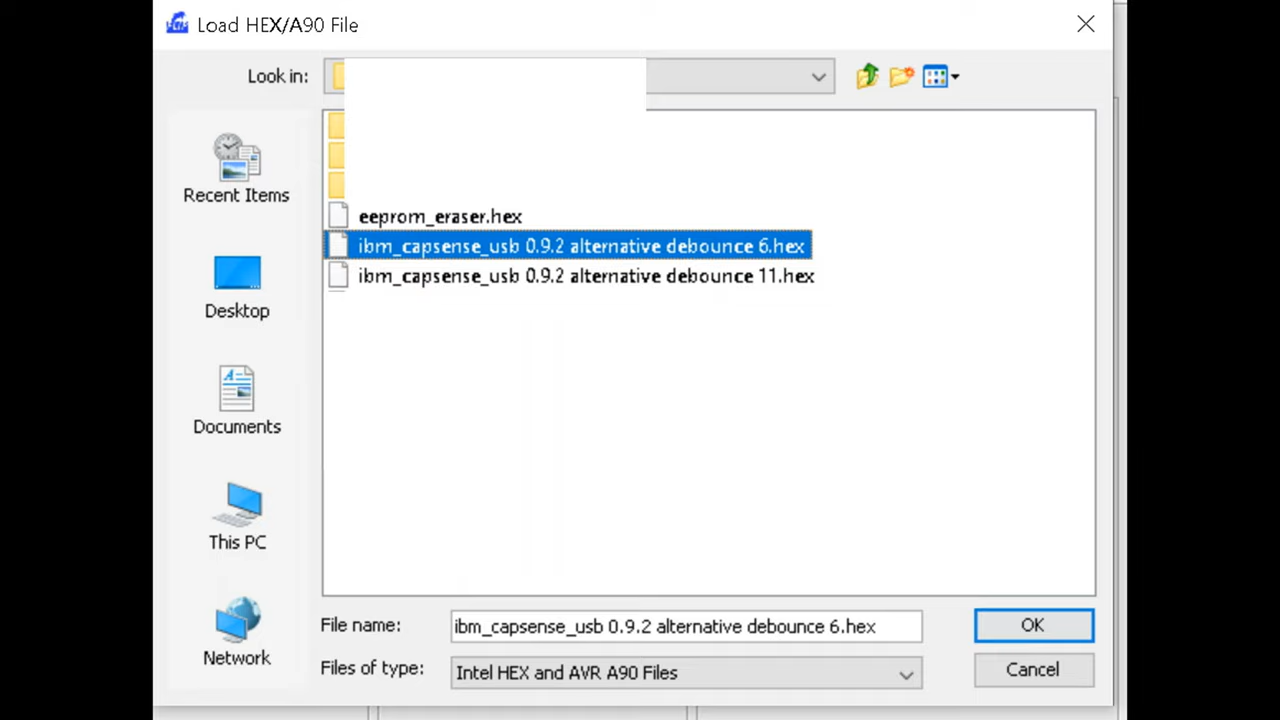 Load HEX/A90 File
Look in:
Recent Items
Desktop
Documents
This PC
Network
eeprom_eraser.hex
ibm_capsense_usb 0.9.2 alternative debounce 6.hex
ibm_capsense_usb 0.9.2 alternative debounce 11.hex
File name:
ibm_capsense_usb 0.9.2 alternative debounce 6.hex
OK
Files of type:
Intel HEX and AVR A90 Files
Cancel